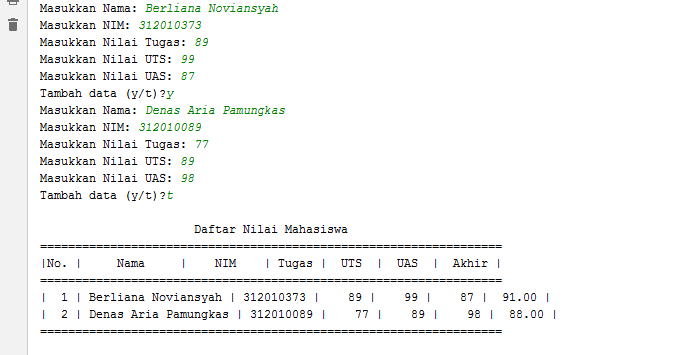 Masukkan Nama: Berliana Noviansyah
Masukkan NIM: 312010373
Masukkan Nilai Tugas: 89
Masukkan Nilai UTS: 99
Masukkan Nilai UAS: 87
Tambah data (y/t)?y
Masukkan Nama: Denas Aria Pamungkas
Masukkan NIM: 312010089
Masukkan Nilai Tugas: 77
Masukkan Nilai UTS: 89
Masukkan Nilai UAS: 98
Tambah data (y/t)?t
Daftar Nilai Mahasiswa
==================================================================
|No. |     Nama     |    NIM    | Tugas |  UTS  |  UAS  |  Akhir |
==================================================================
|  1 | Berliana Noviansyah | 312010373 |    89 |    99 |    87 |  91.00 |
|  2 | Denas Aria Pamungkas | 312010089 |    77 |    89 |    98 |  88.00 |
==================================================================